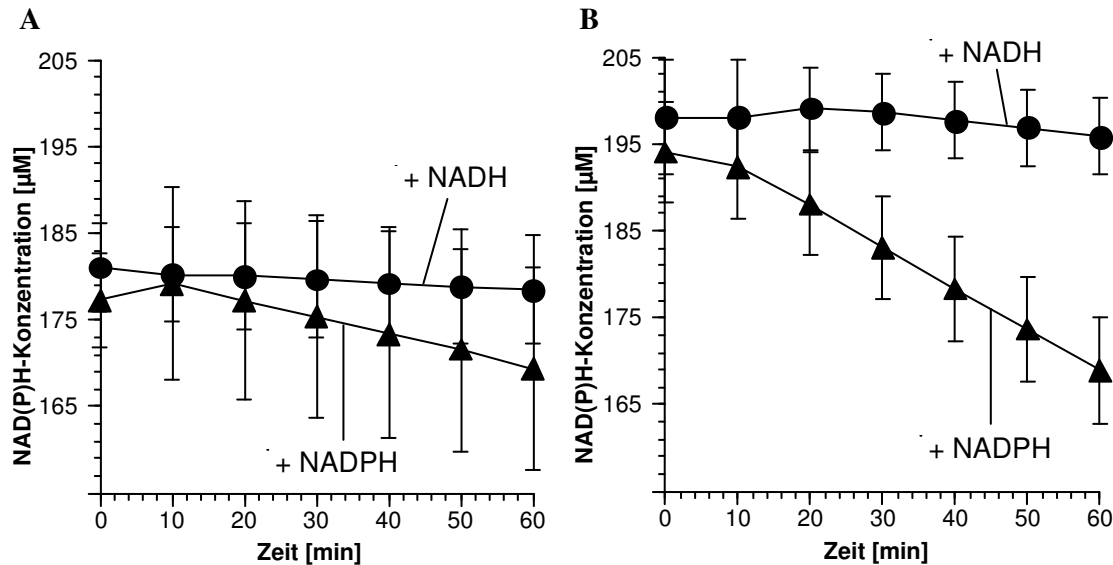 A
NAD(P)H-Konzentration [µM]
205
195
185
175
165
+ NADH
+ NADPH
0 10 20 30 40 50 60
Zeit [min]
B
NAD(P)H-Konzentration [µM]
205
195
185
175
165
+ NADH
+ NADPH
0 10 20 30 40 50 60
Zeit [min]